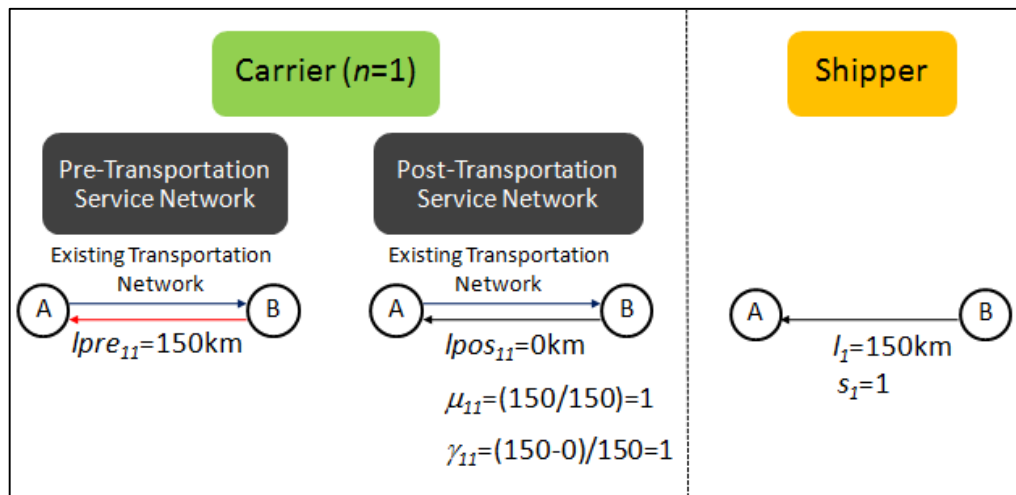 Carrier (n=1)
Shipper
Pre-Transportation
Service Network
Post-Transportation
Service Network
Existing Transportation
Network
A
B
lpre₁₁=150km
Existing Transportation
Network
A
B
lpos₁₁=0km
μ₁₁=(150/150)=1
γ₁₁=(150-0)/150=1
A
B
l₁=150km
s₁=1